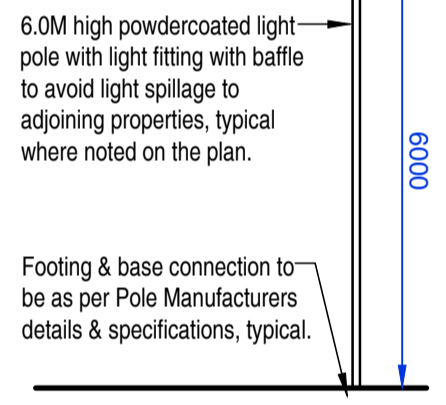 6.0M high powdercoated light
pole with light fitting with baffle
to avoid light spillage to
adjoining properties, typical
where noted on the plan.
6000
Footing & base connection to
be as per Pole Manufacturers
details & specifications, typical.